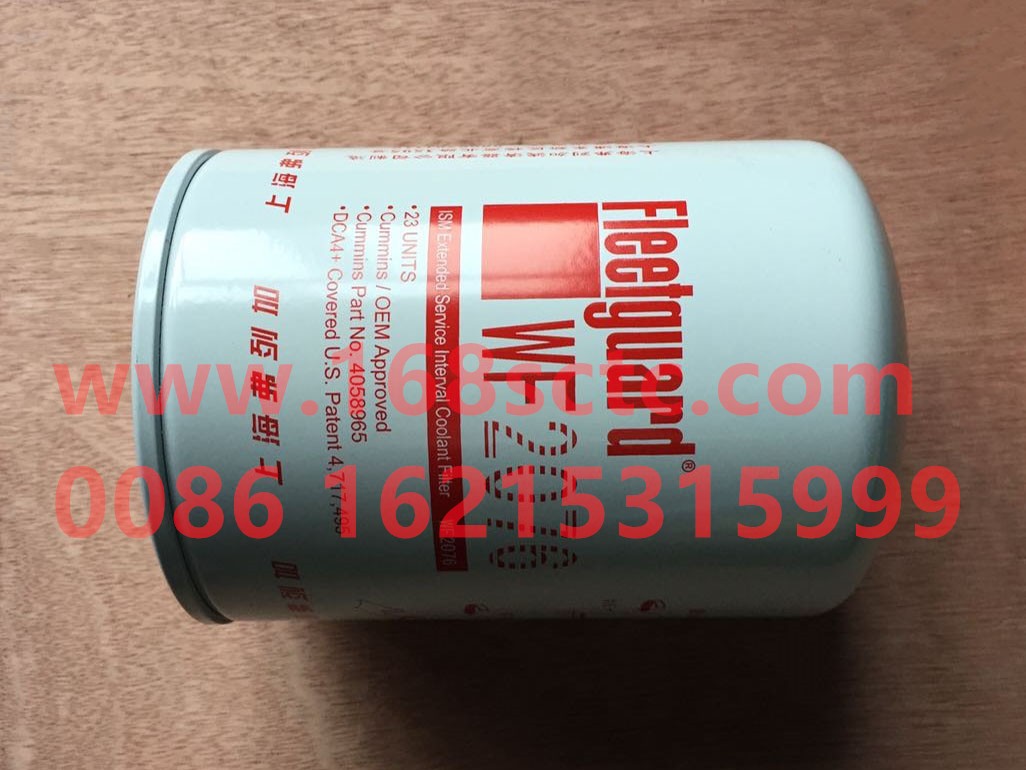 Fleetguard®
WF2076
ISM Extended Service Interval Coolant Filter WF2076
•23 UNITS
•Cummins / OEM Approved
•Cummins Part No. 4058965
•DCA4+ Covered U.S. Patent 4,717,495
www.168sctc.com
0086 16215315999